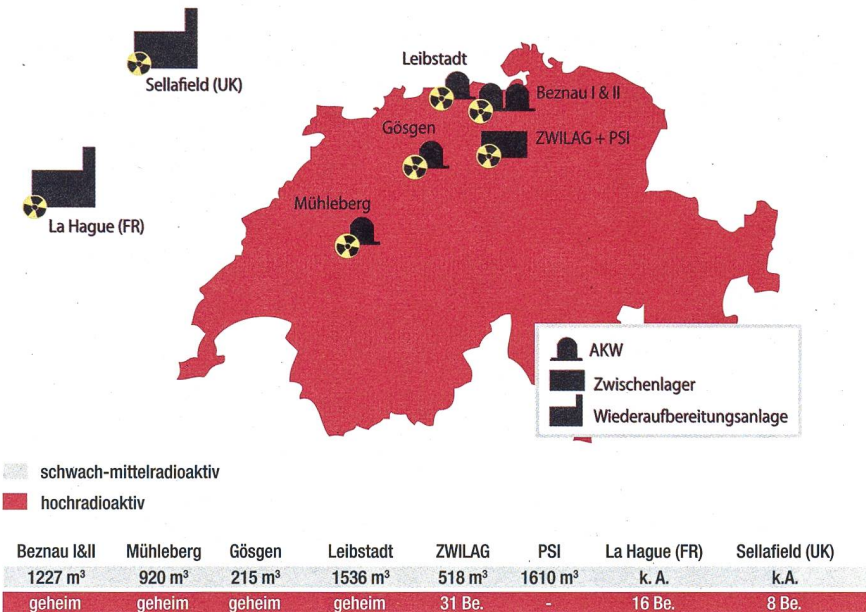 Sellafield (UK)
La Hague (FR)
Leibstadt
Beznau I & II
Gösgen
ZWILAG + PSI
Mühleberg
AKW
Zwischenlager
Wiederaufbereitungsanlage
schwach-mittelradioaktiv
hochradioaktiv
Beznau I&II Mühleberg Gösgen Leibstadt ZWILAG PSI La Hague (FR) Sellafield (UK)
1227 m³ 920 m³ 215 m³ 1536 m³ 518 m³ 1610 m³ k. A. k.A.
geheim geheim geheim geheim 31 Be. - 16 Be. 8 Be.